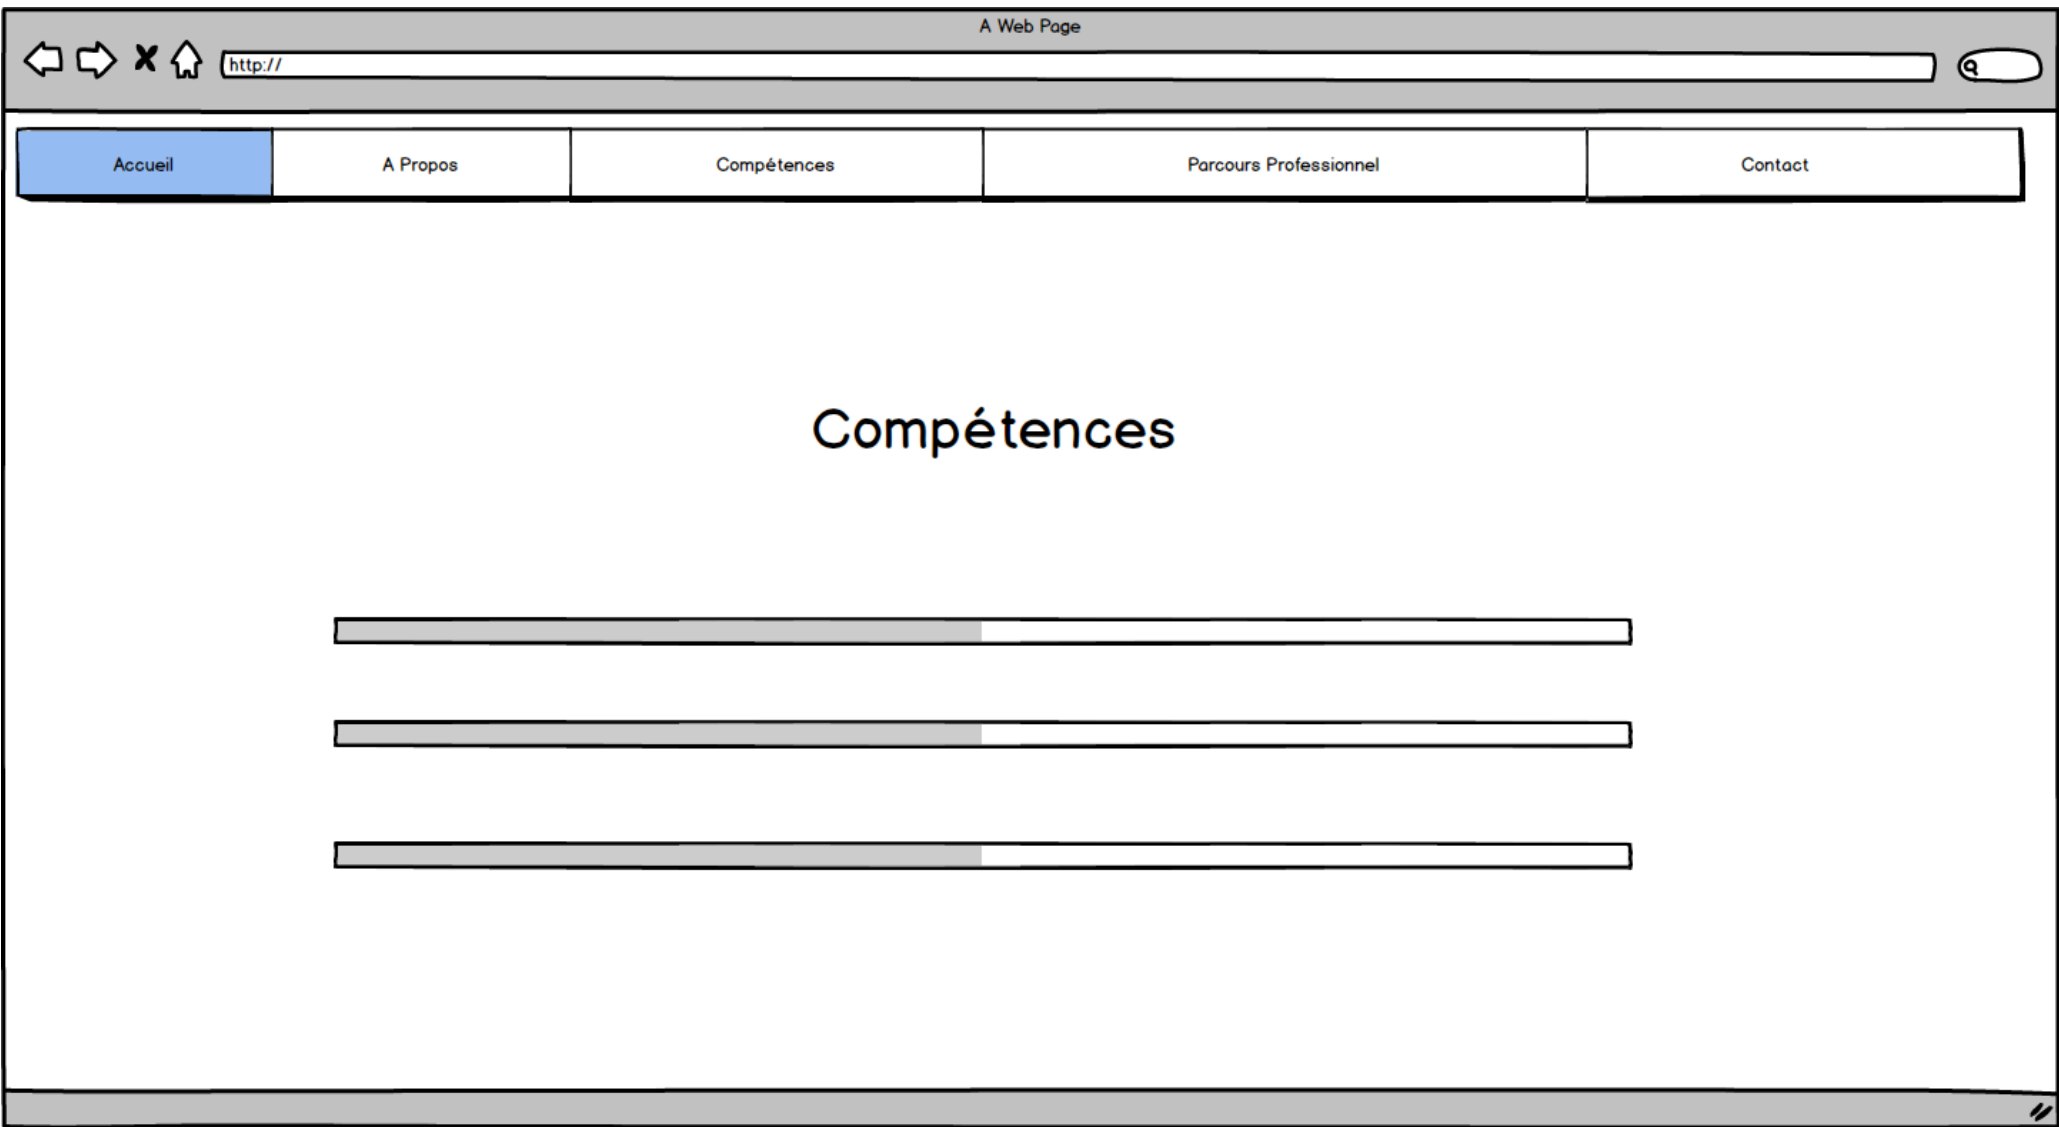 A Web Page
http://
Accueil
A Propos
Compétences
Parcours Professionnel
Contact
Compétences